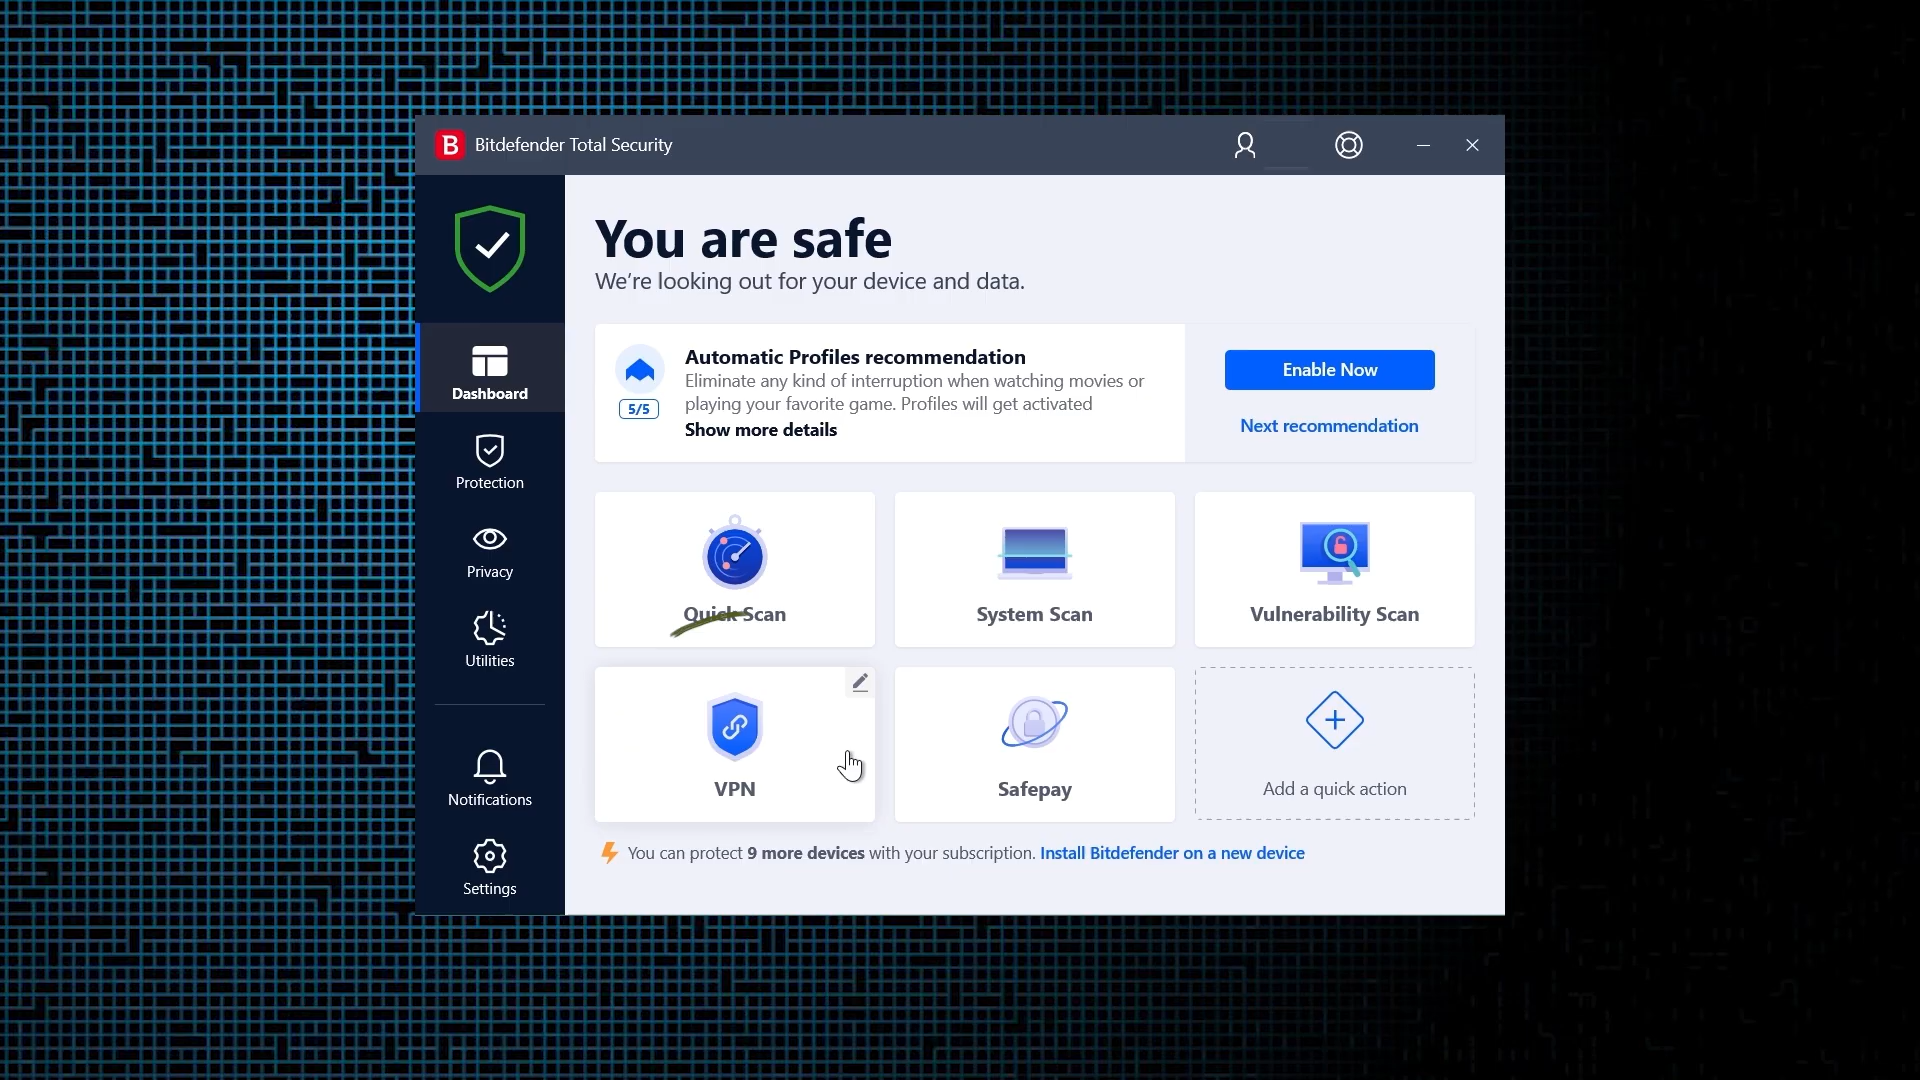 B Bitdefender Total Security
You are safe
We're looking out for your device and data.
Automatic Profiles recommendation
Eliminate any kind of interruption when watching movies or
playing your favorite game. Profiles will get activated
Show more details
5/5
Enable Now
Next recommendation
Dashboard
Protection
Privacy
Utilities
Notifications
Settings
Quick Scan
System Scan
Vulnerability Scan
VPN
Safepay
Add a quick action
You can protect 9 more devices with your subscription. Install Bitdefender on a new device